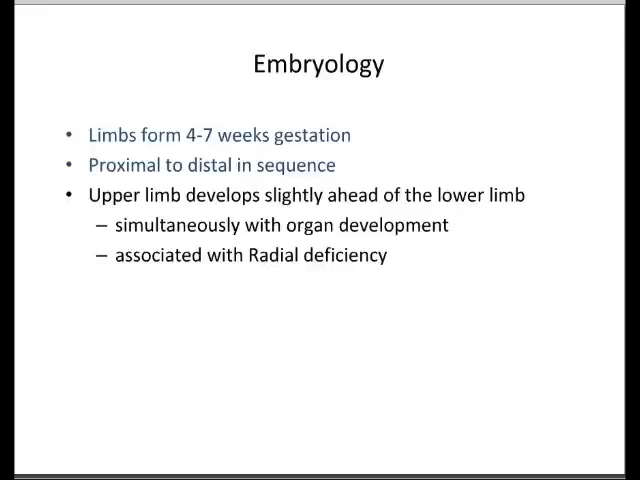 Embryology
• Limbs form 4-7 weeks gestation
• Proximal to distal in sequence
• Upper limb develops slightly ahead of the lower limb
– simultaneously with organ development
– associated with Radial deficiency